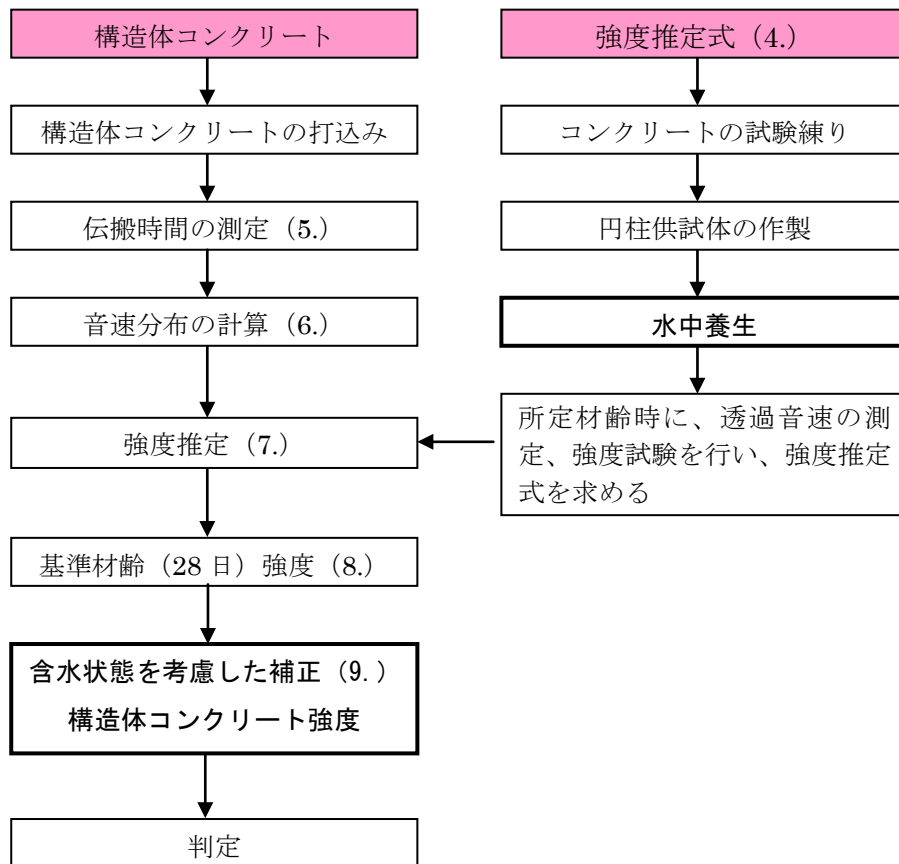 構造体コンクリート
構造体コンクリートの打込み
伝搬時間の測定（5.）
音速分布の計算（6.）
強度推定（7.）
基準材齢（28 日）強度（8.）
含水状態を考慮した補正（9.）
構造体コンクリート強度
判定
強度推定式（4.）
コンクリートの試験練り
円柱供試体の作製
水中養生
所定材齢時に、透過音速の測
定、強度試験を行い、強度推定
式を求める